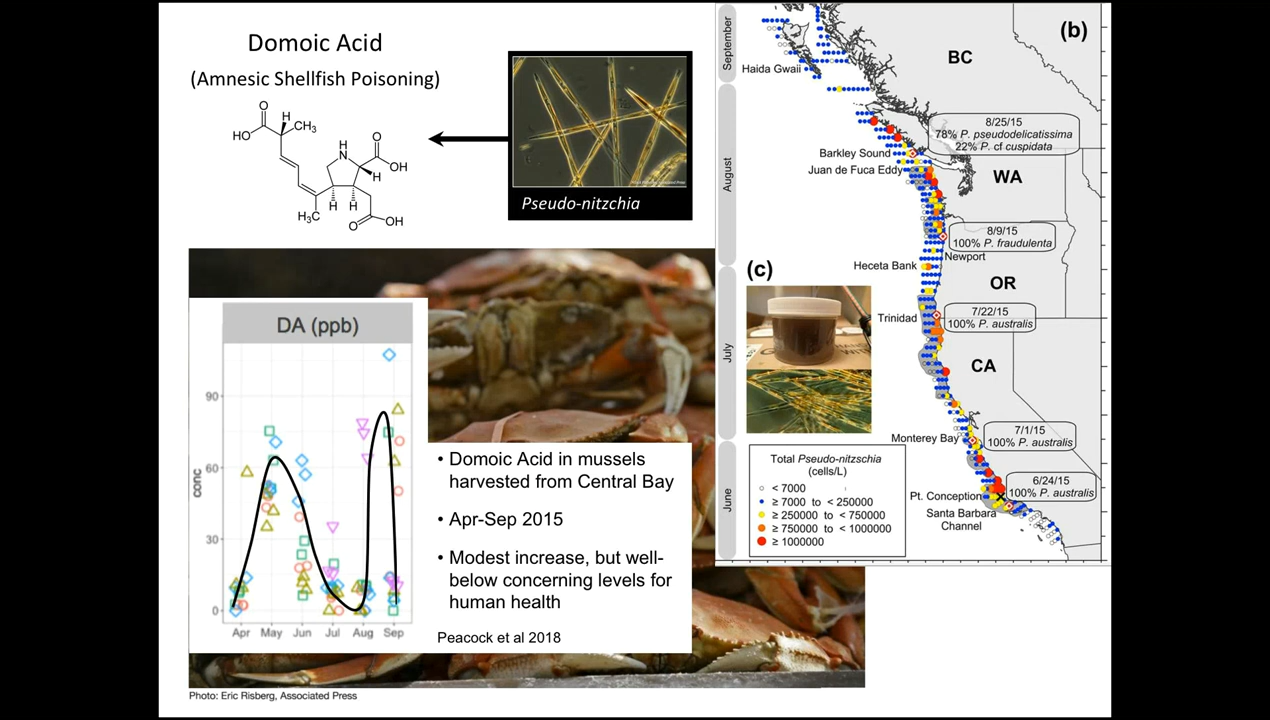 Domoic Acid
(Amnesic Shellfish Poisoning)
O
H
CH3
HO
NH
O
OH
H
H
H
H3C
O
OH
Pseudo-nitzchia
DA (ppb)
conc
90
60
30
0
Apr May Jun Jul Aug Sep
• Domoic Acid in mussels
harvested from Central Bay
• Apr-Sep 2015
• Modest increase, but well-
below concerning levels for
human health
Peacock et al 2018
Photo: Eric Risberg, Associated Press
(b)
September
August
July
June
BC
WA
OR
CA
Haida Gwaii
Barkley Sound
Juan de Fuca Eddy
Newport
Heceta Bank
Trinidad
Monterey Bay
Pt. Conception
Santa Barbara
Channel
8/25/15
78% P. pseudodelicatissima
22% P. cf cuspidata
8/9/15
100% P. fraudulenta
7/22/15
100% P. australis
7/1/15
100% P. australis
6/24/15
100% P. australis
(c)
Total Pseudo-nitzschia
(cells/L)
< 7000
≥ 7000 to < 250000
≥ 250000 to < 750000
≥ 750000 to < 1000000
≥ 1000000